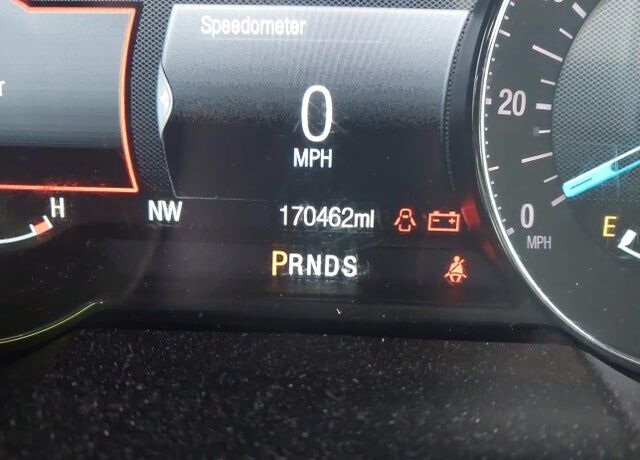 Speedometer
r
0
MPH
20
H
NW 170462mi
0
MPH
E
PRNDS